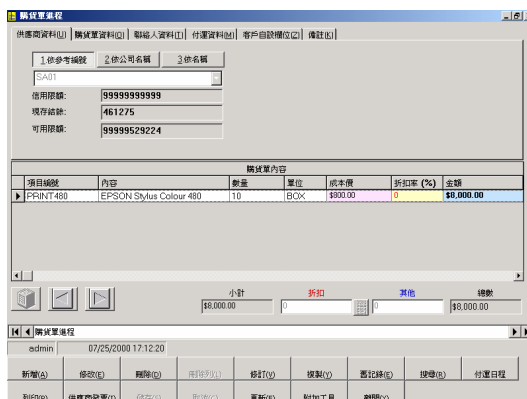 購貨單進程
供應商資料(U) 購貨單資料(O) 聯絡人資料(T) 付運資料(M) 客戶自設欄位(Z) 備註(K)
1.依參考編號 2.依公司名稱 3.依名稱
SA01
信用限額: 99999999999
現存結餘: 461275
可用限額: 99999529224
購貨單內容
項目編號 內容 數量 單位 成本價 折扣率 (%) 金額
PRINT480 EPSON Stylus Colour 480 10 BOX $800.00 0 $8,000.00
小計 折扣 其他 總數
$8,000.00 0 0 $8,000.00
購貨單進程
admin 07/25/2000 17:12:20
新增(A) 修改(E) 刪除(D) 刪除列(L) 修訂(V) 複製(Y) 舊記錄(E) 搜尋(R) 付運日程
列印(P) 供應商發票(I) 儲存(S) 取消(C) 更新(F) 附加工具 離開(X)